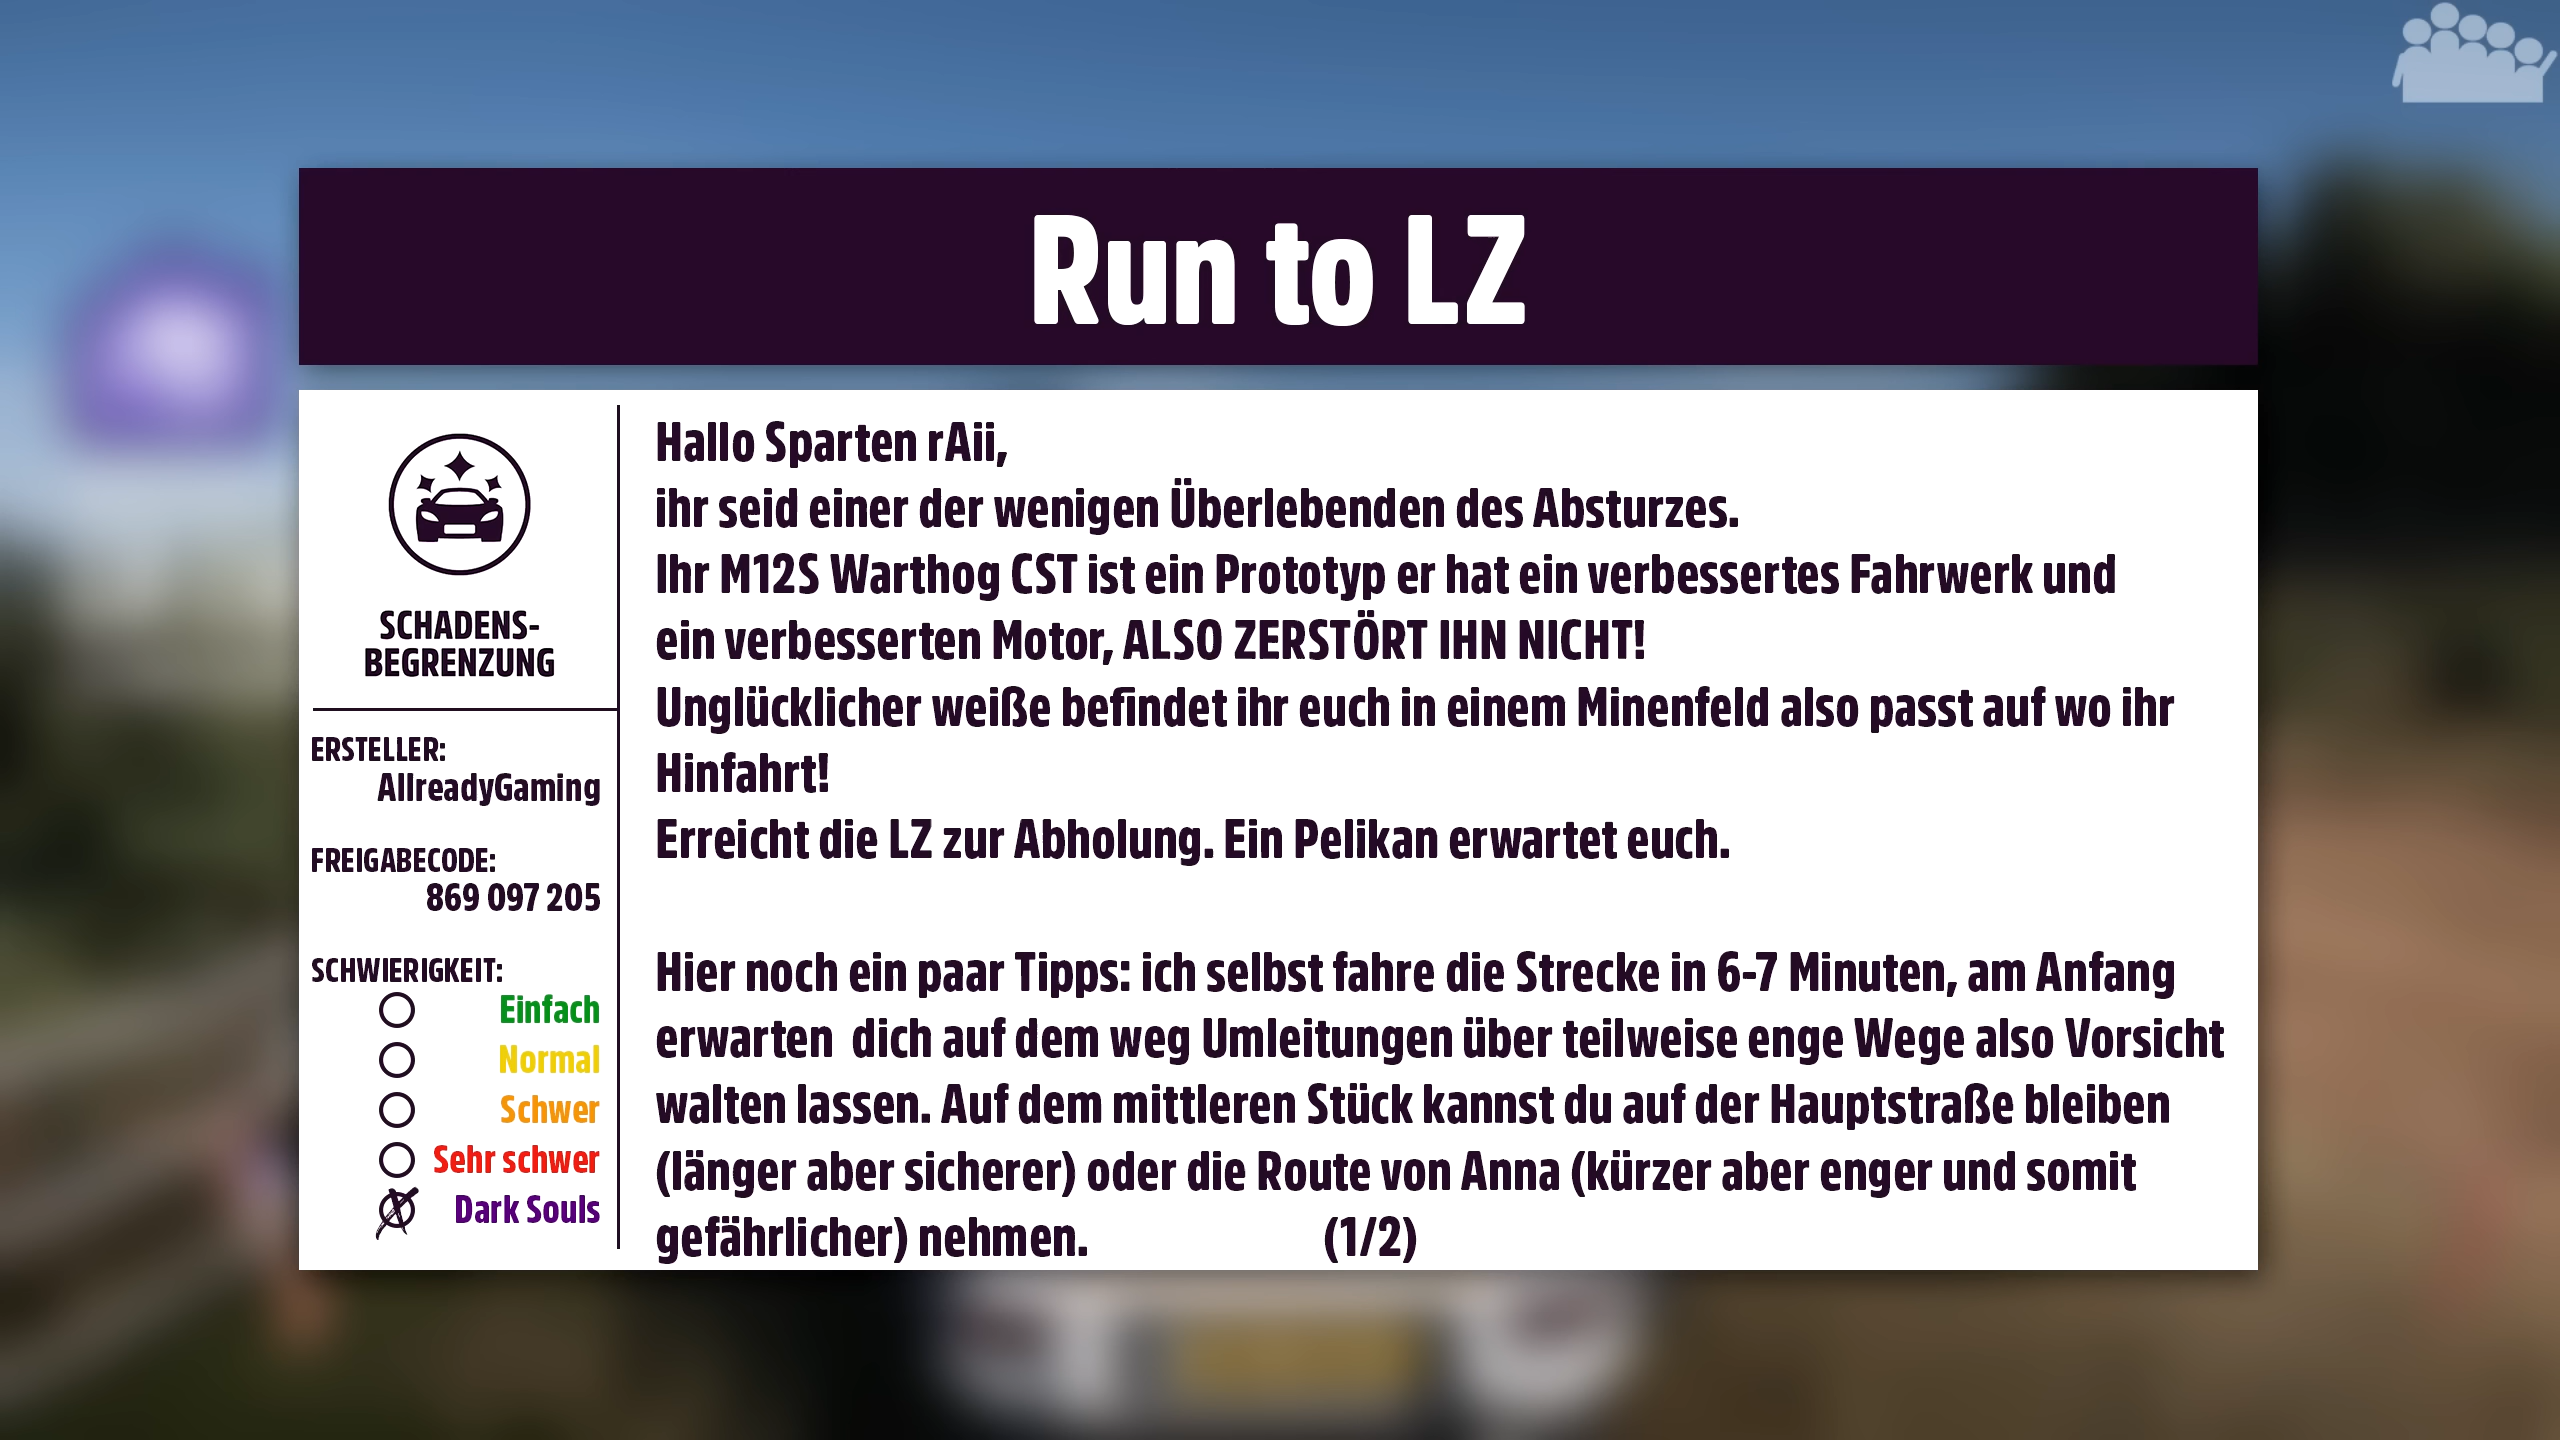 Run to LZ
SCHADENS-
BEGRENZUNG
ERSTELLER:
AllreadyGaming
FREIGABECODE:
869 097 205
SCHWIERIGKEIT:
Einfach
Normal
Schwer
Sehr schwer
Dark Souls
Hallo Sparten rAii,
ihr seid einer der wenigen Überlebenden des Absturzes.
Ihr M12S Warthog CST ist ein Prototyp er hat ein verbessertes Fahrwerk und
ein verbesserten Motor, ALSO ZERSTÖRT IHN NICHT!
Unglücklicher weiße befindet ihr euch in einem Minenfeld also passt auf wo ihr
Hinfahrt!
Erreicht die LZ zur Abholung. Ein Pelikan erwartet euch.
Hier noch ein paar Tipps: ich selbst fahre die Strecke in 6-7 Minuten, am Anfang
erwarten  dich auf dem weg Umleitungen über teilweise enge Wege also Vorsicht
walten lassen. Auf dem mittleren Stück kannst du auf der Hauptstraße bleiben
(länger aber sicherer) oder die Route von Anna (kürzer aber enger und somit
gefährlicher) nehmen. (1/2)